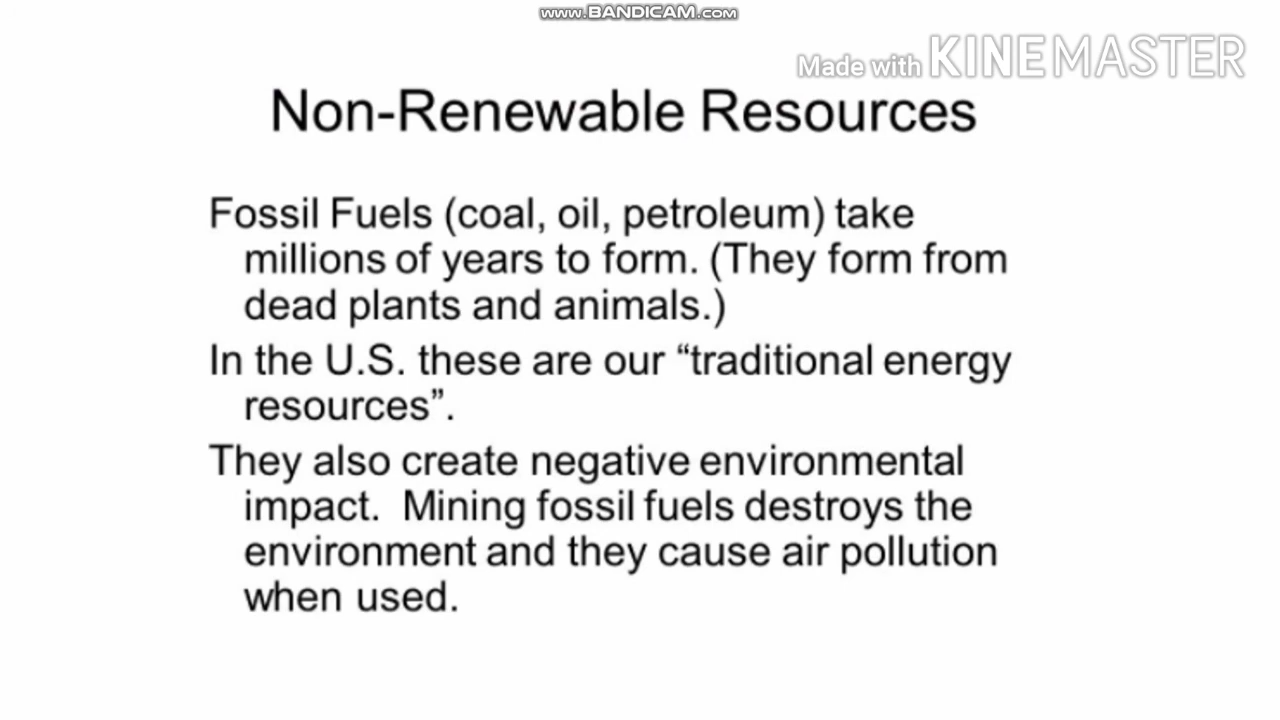 www.BANDICAM.com
Made with KINEMASTER
Non-Renewable Resources
Fossil Fuels (coal, oil, petroleum) take
millions of years to form. (They form from
dead plants and animals.)
In the U.S. these are our “traditional energy
resources”.
They also create negative environmental
impact.  Mining fossil fuels destroys the
environment and they cause air pollution
when used.